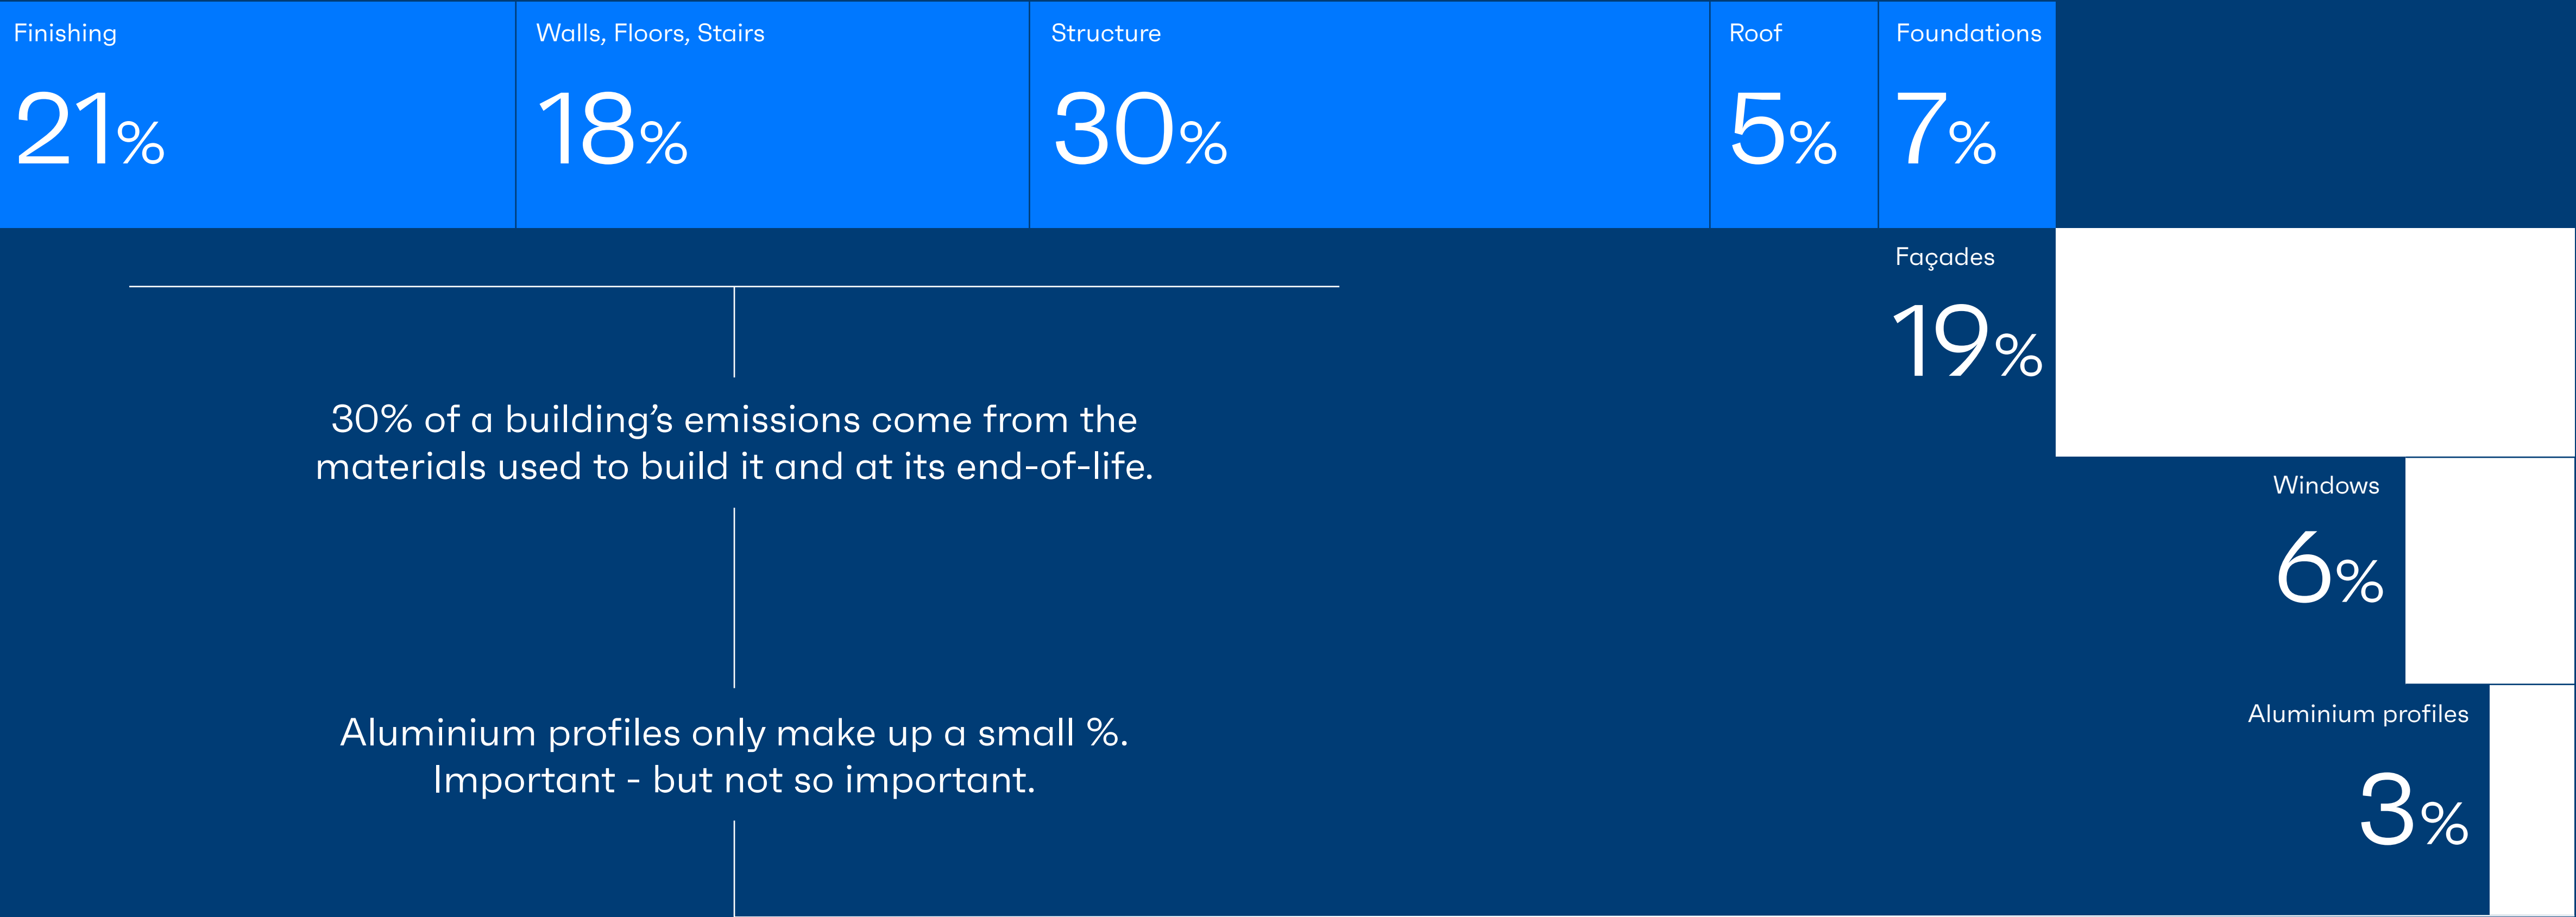 Finishing
21%
Walls, Floors, Stairs
18%
Structure
30%
Roof
5%
Foundations
7%
Façades
19%
30% of a building’s emissions come from the
materials used to build it and at its end-of-life.
Windows
6%
Aluminium profiles only make up a small %.
Important - but not so important.
Aluminium profiles
3%